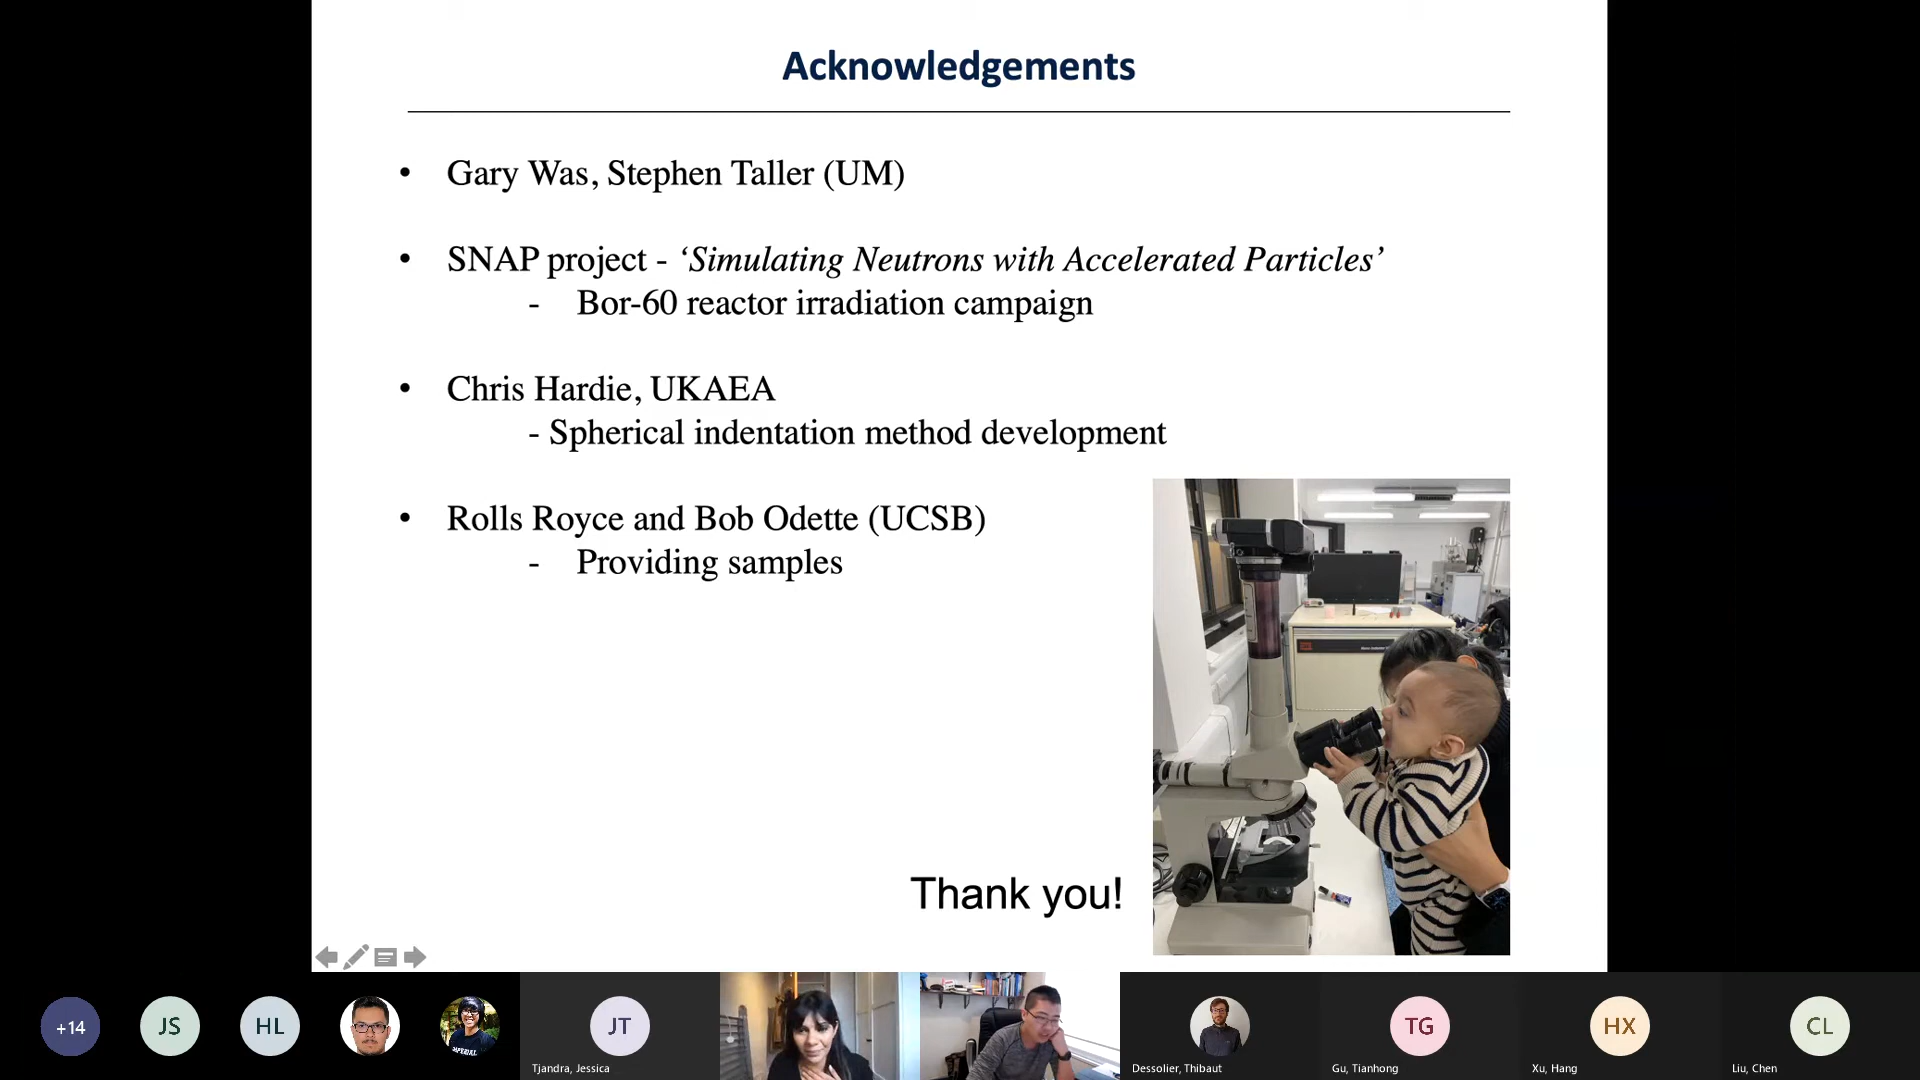 Acknowledgements
• Gary Was, Stephen Taller (UM)
• SNAP project - ‘Simulating Neutrons with Accelerated Particles’
- Bor-60 reactor irradiation campaign
• Chris Hardie, UKAEA
- Spherical indentation method development
• Rolls Royce and Bob Odette (UCSB)
- Providing samples
Thank you!
+14
JS
HL
IMPERIAL
JT
TG
HX
CL
Tjandra, Jessica
Dessolier, Thibaut
Gu, Tianhong
Xu, Hang
Liu, Chen